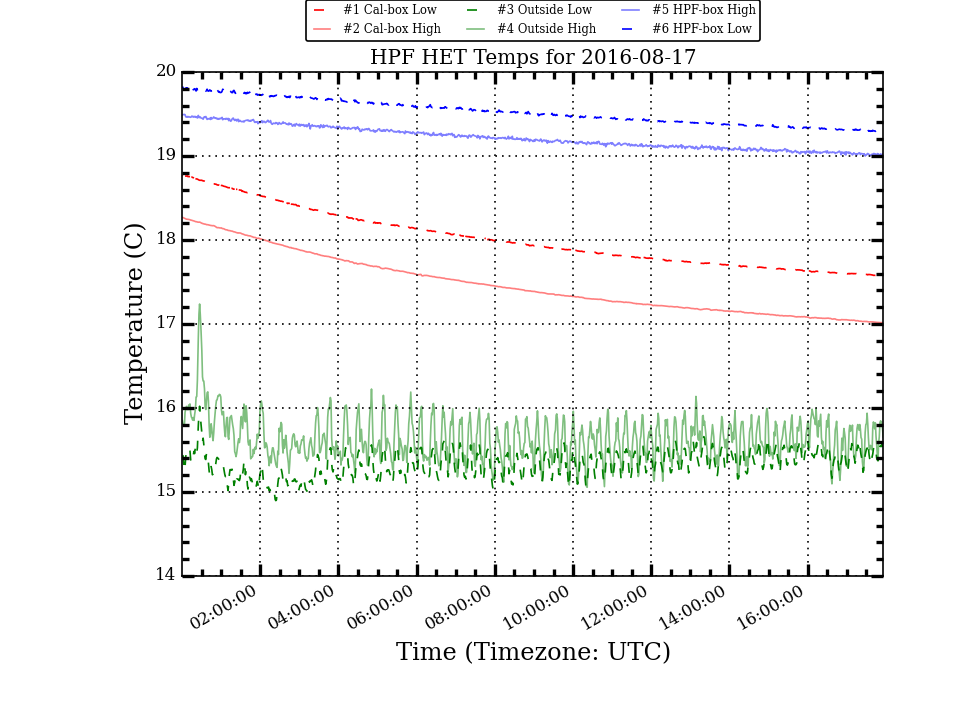 #1 Cal-box Low #3 Outside Low #5 HPF-box High
#2 Cal-box High #4 Outside High #6 HPF-box Low
HPF HET Temps for 2016-08-17
20
19
18
17
16
15
14
Temperature (C)
02:00:00 04:00:00 06:00:00 08:00:00 10:00:00 12:00:00 14:00:00 16:00:00
Time (Timezone: UTC)